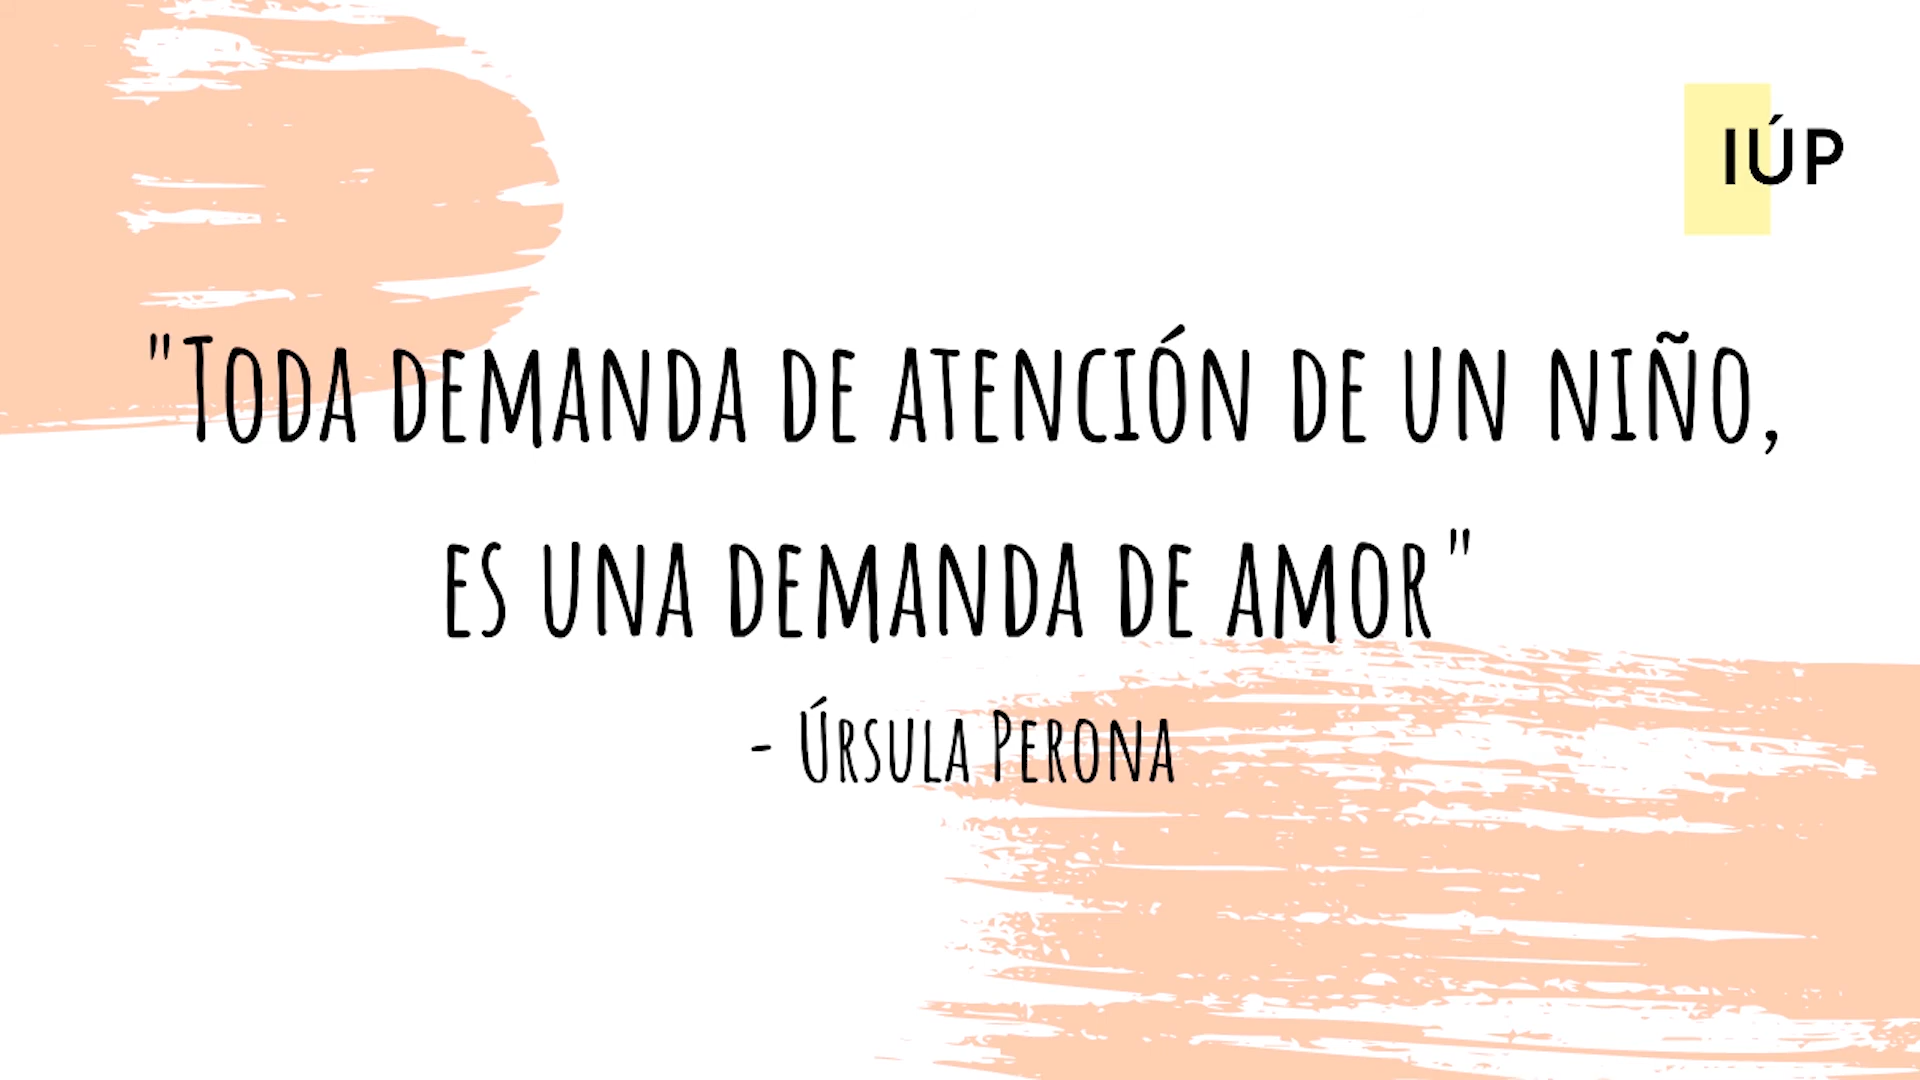 IÚP
"Toda demanda de atención de un niño,
es una demanda de amor"
- Úrsula Perona